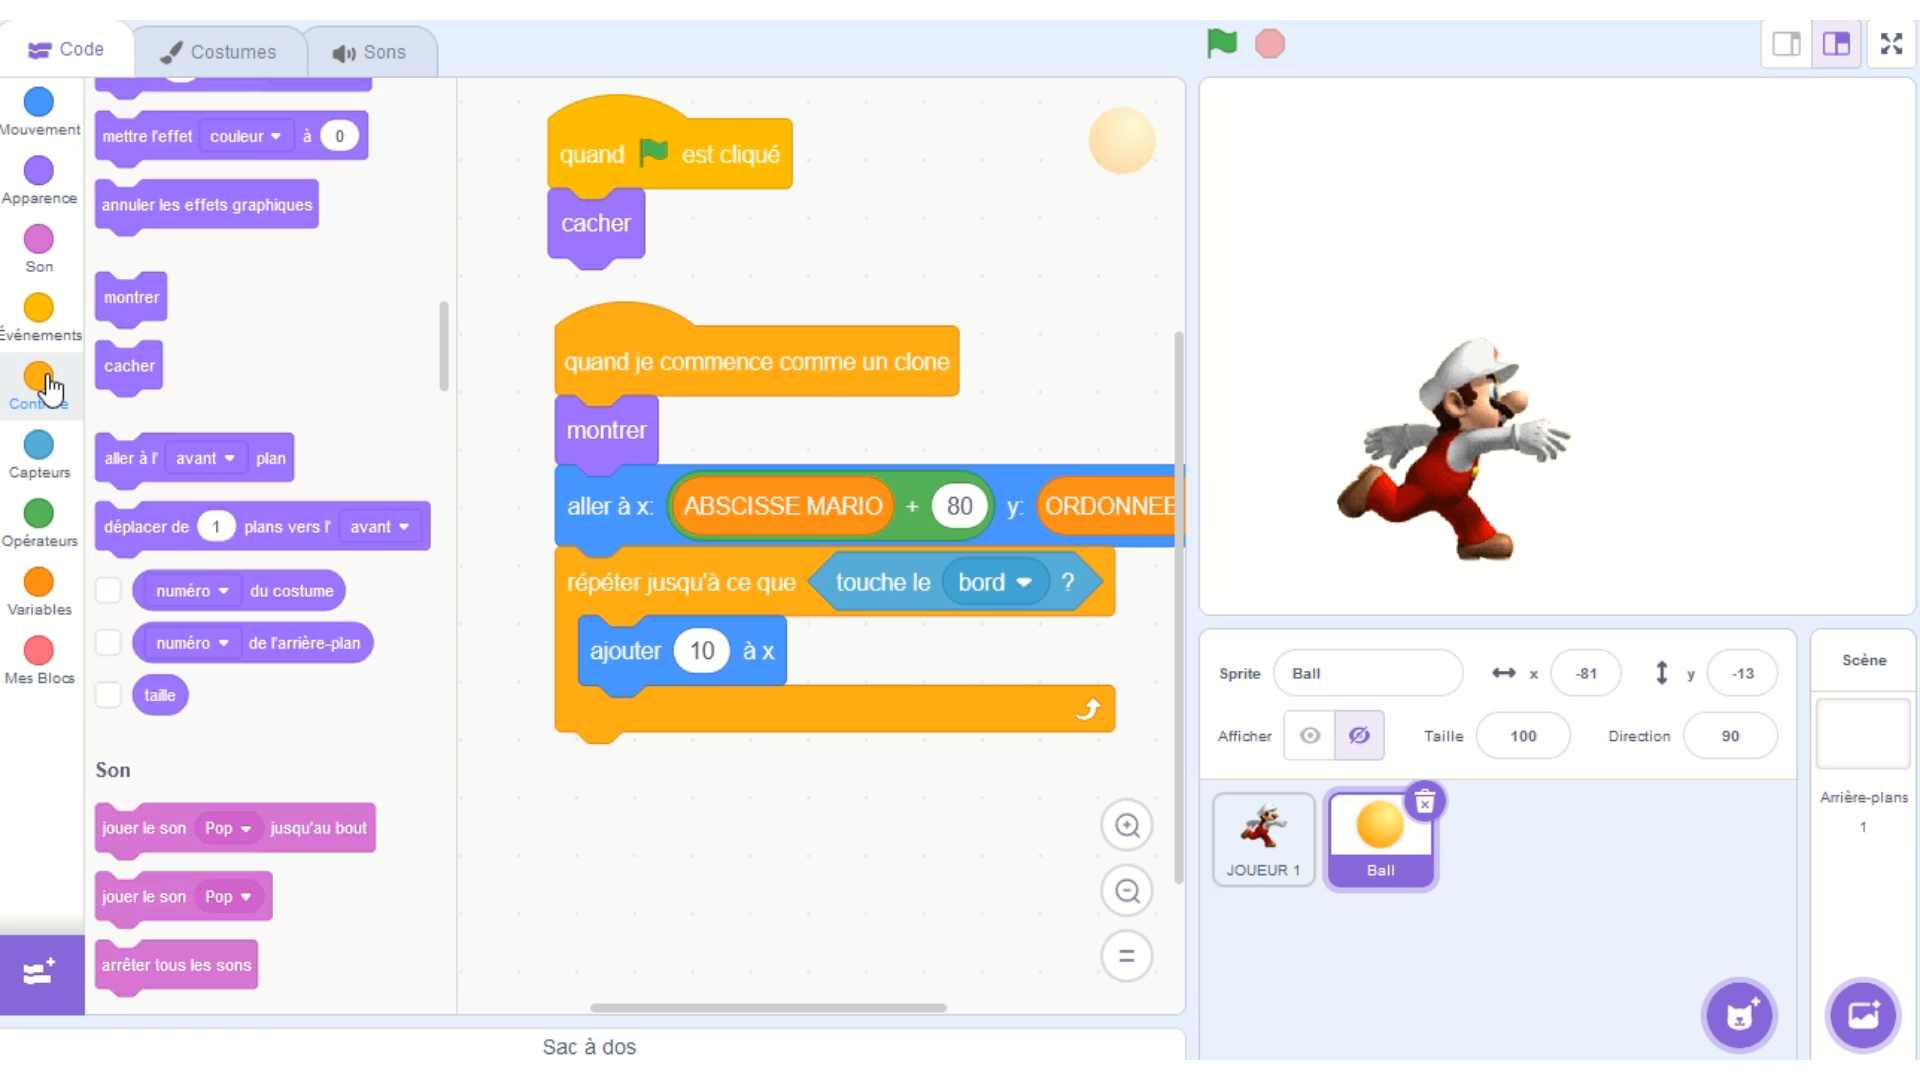 Code
Costumes
Sons
Mouvement
Apparence
Son
Événements
Capteurs
Opérateurs
Variables
Mes Blocs
mettre l'effet couleur à 0
annuler les effets graphiques
montrer
cacher
aller à l' avant plan
déplacer de 1 plans vers l' avant
numéro du costume
numéro de l'arrière-plan
taille
Son
jouer le son Pop jusqu'au bout
jouer le son Pop
arrêter tous les sons
quand est cliqué
cacher
quand je commence comme un clone
montrer
aller à x: ABSCISSE MARIO + 80 y: ORDONNEE
répéter jusqu'à ce que touche le bord ?
ajouter 10 à x
Sac à dos
Sprite Ball x -81 y -13
Afficher Taille 100 Direction 90
JOUEUR 1
Ball
Scène
Arrière-plans
1